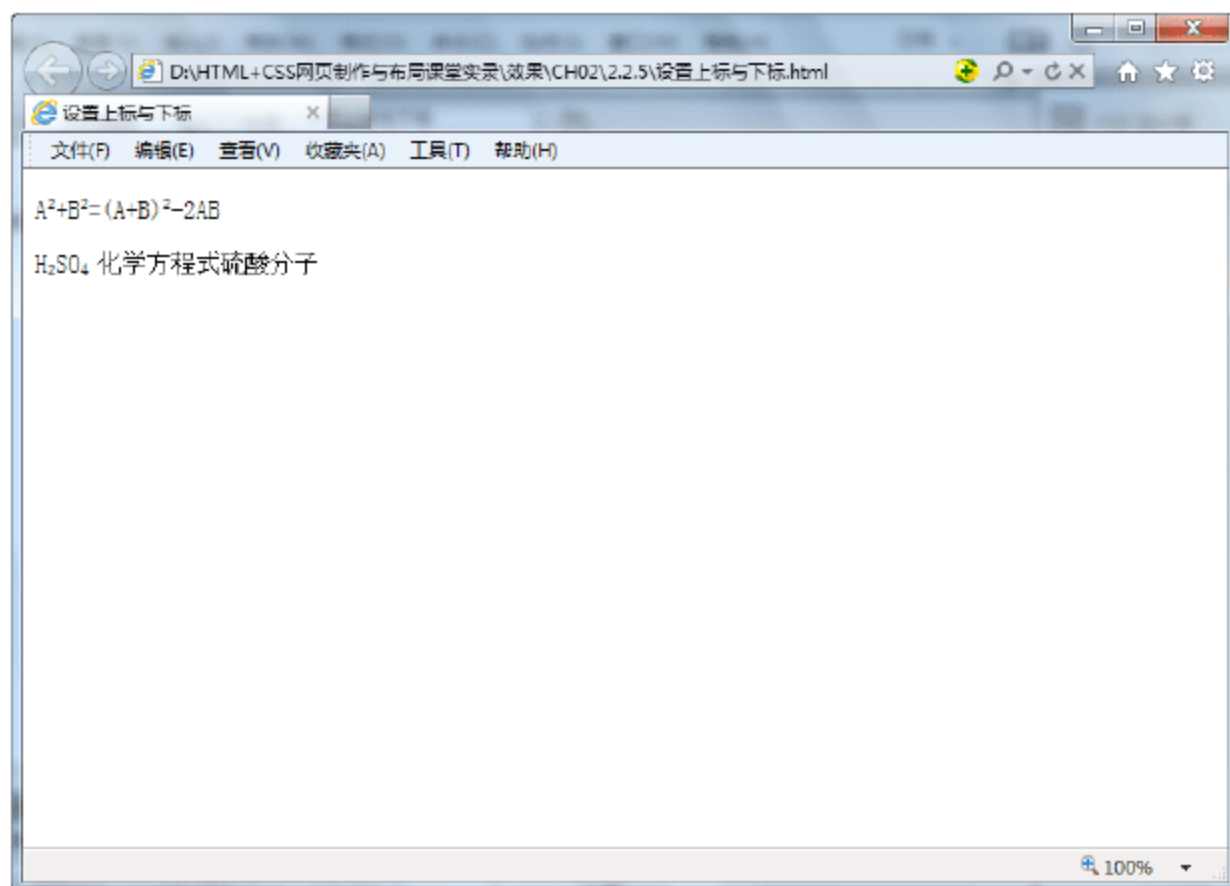 D:\HTML+CSS网页制作与布局课堂实录\效果\CH02\2.2.5\设置上标与下标.html
设置上标与下标
文件(F) 编辑(E) 查看(V) 收藏夹(A) 工具(T) 帮助(H)
A²+B²=(A+B)²-2AB
H₂SO₄ 化学方程式硫酸分子
100%